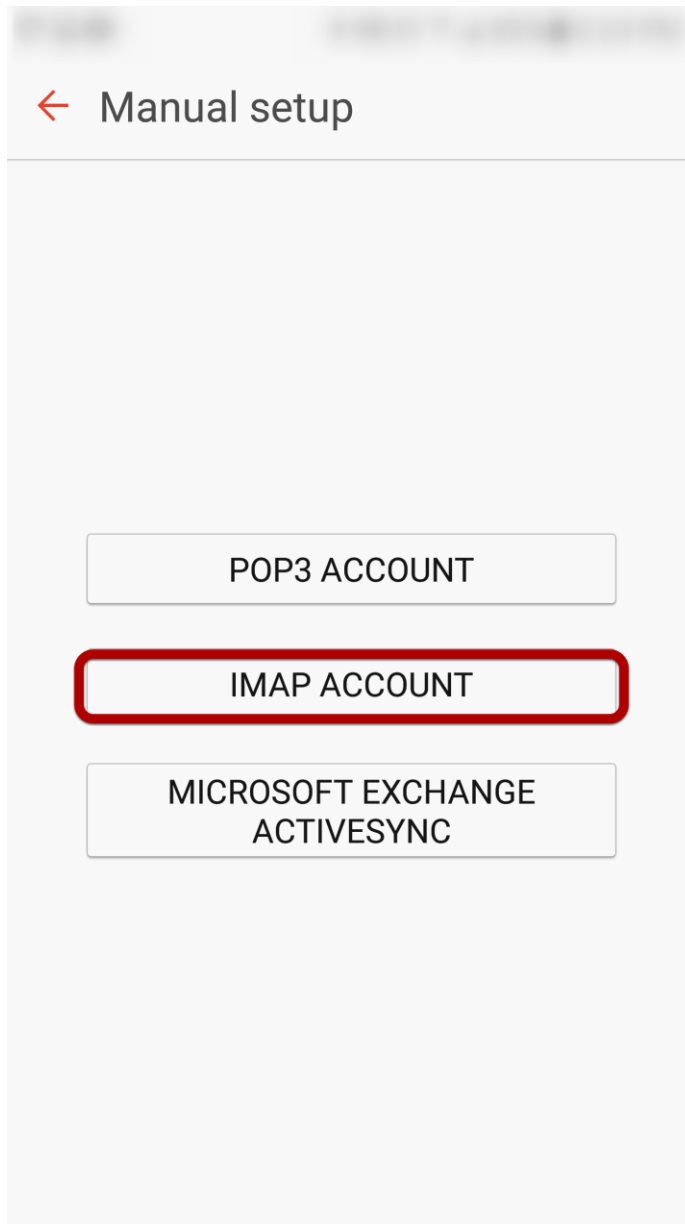 Manual setup
POP3 ACCOUNT
IMAP ACCOUNT
MICROSOFT EXCHANGE
ACTIVESYNC